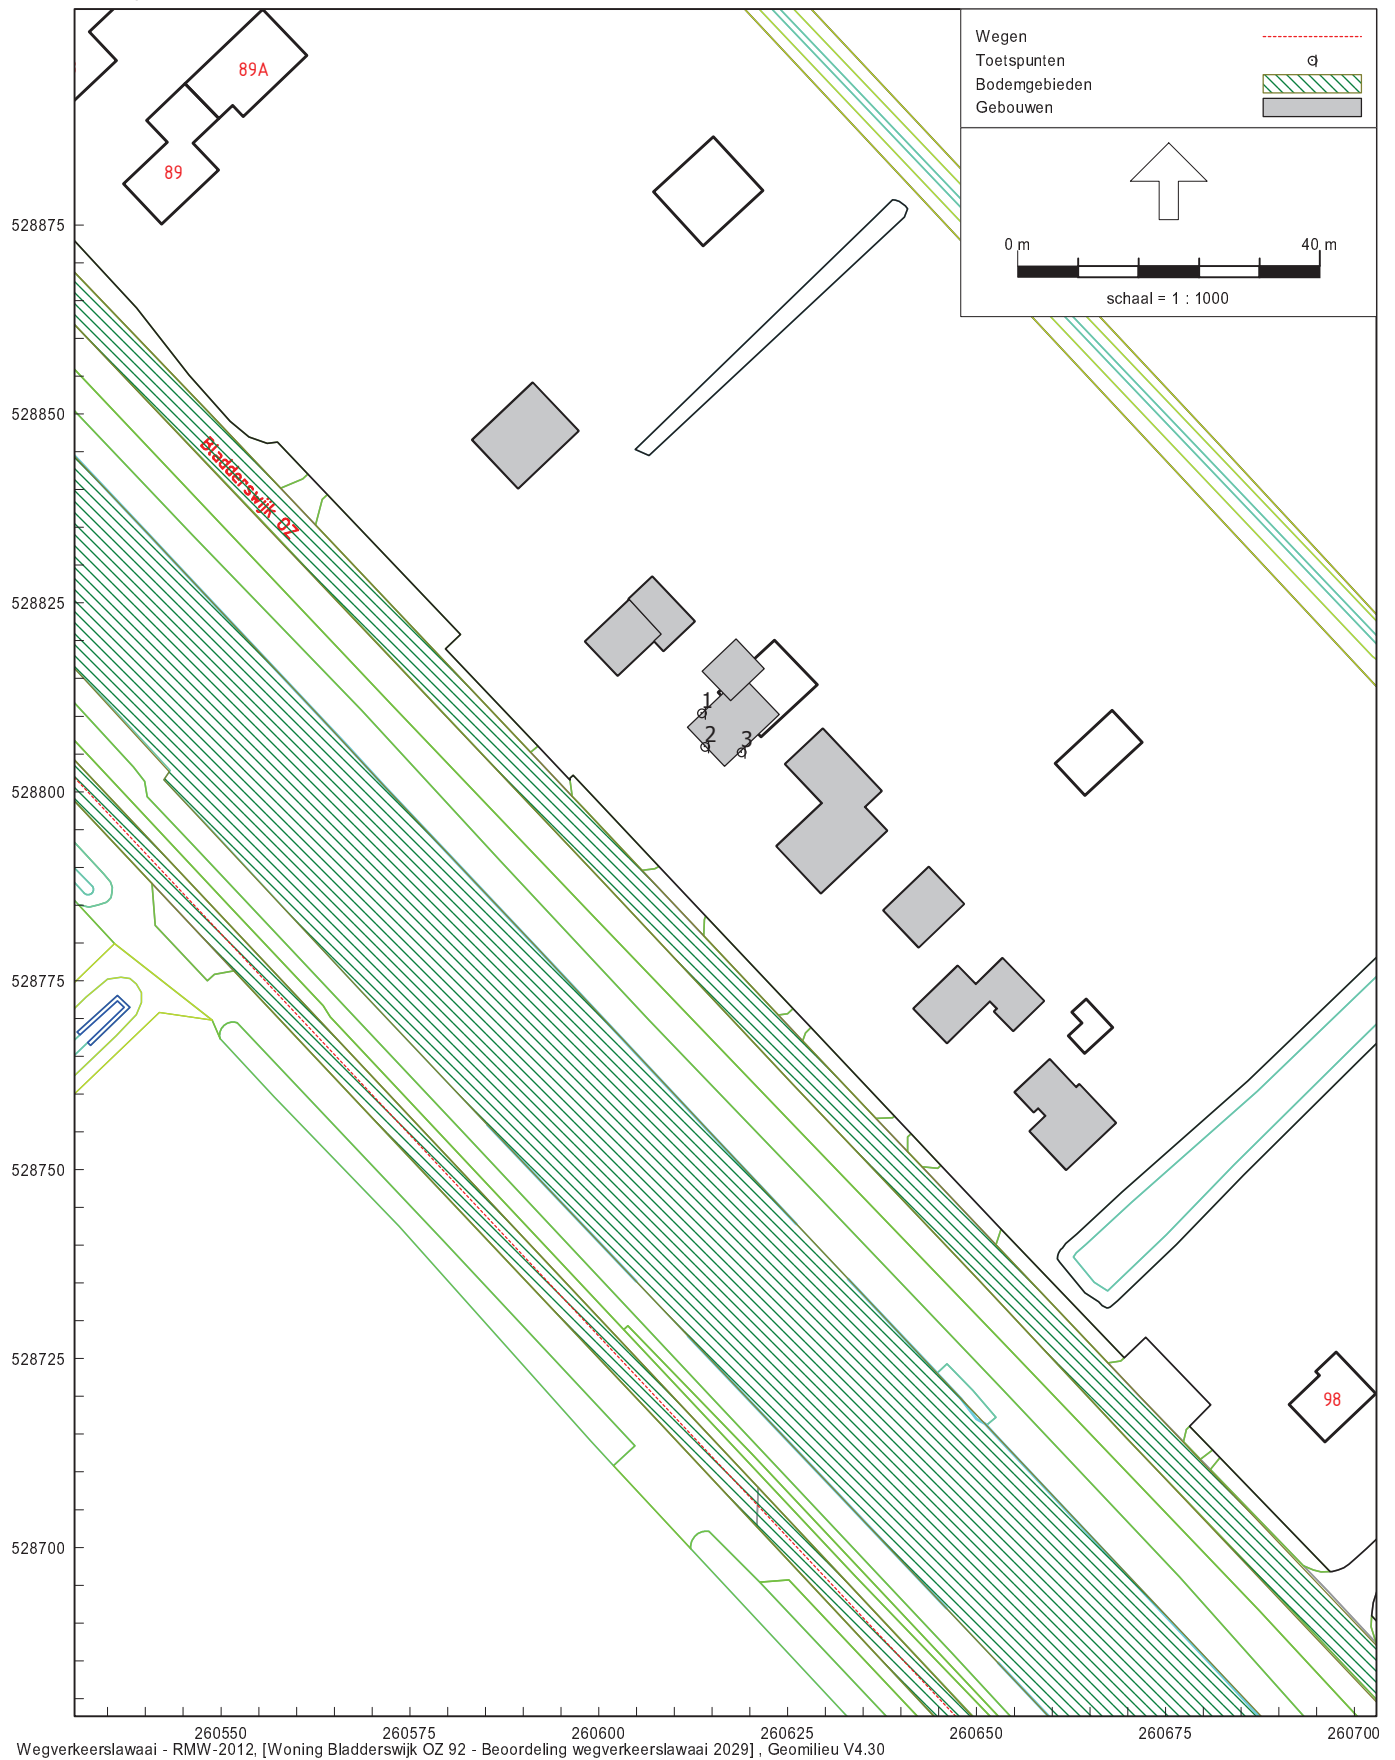 Wegen
Toetspunten
Bodemgebieden
Gebouwen
0 m 40 m
schaal = 1 : 1000
89A
89
528875
528850
Bladderswijk OZ
528825
1
2
3
528800
528775
528750
528725
98
528700
260550 260575 260600 260625 260650 260675 260700
Wegverkeerslawaai - RMW-2012, [Woning Bladderswijk OZ 92 - Beoordeling wegverkeerslawaai 2029] , Geomilieu V4.30